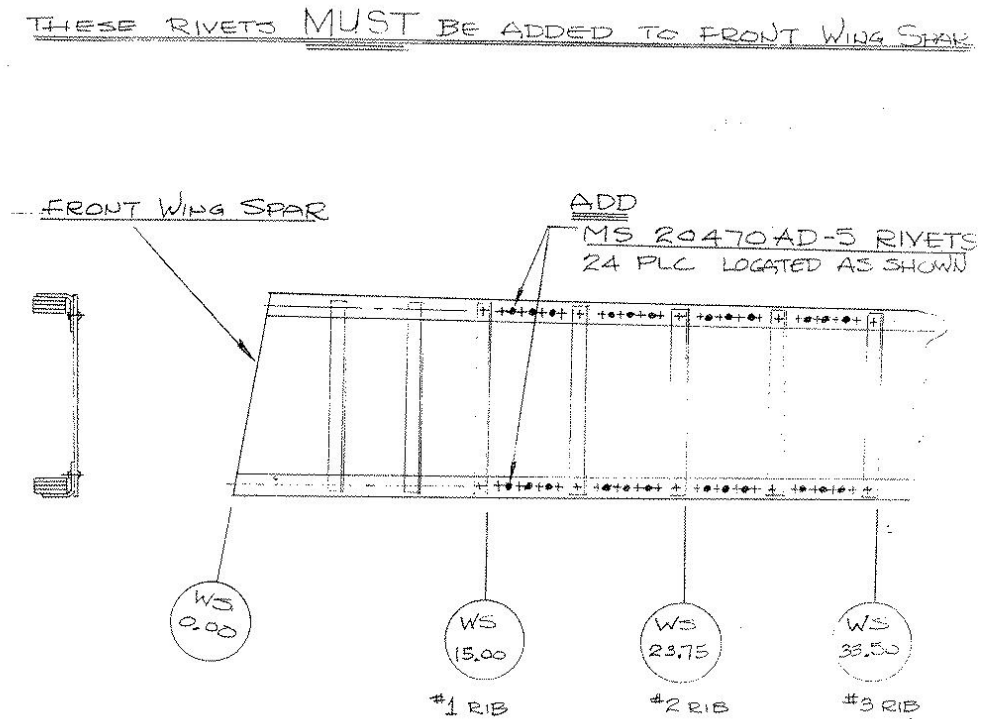 THESE RIVETS MUST BE ADDED TO FRONT WING SPAR
FRONT WING SPAR
ADD
MS 20470AD-5 RIVETS
24 PLC LOCATED AS SHOWN
WS
0.00
WS
15.00
WS
23.75
WS
33.50
#1 RIB
#2 RIB
#3 RIB